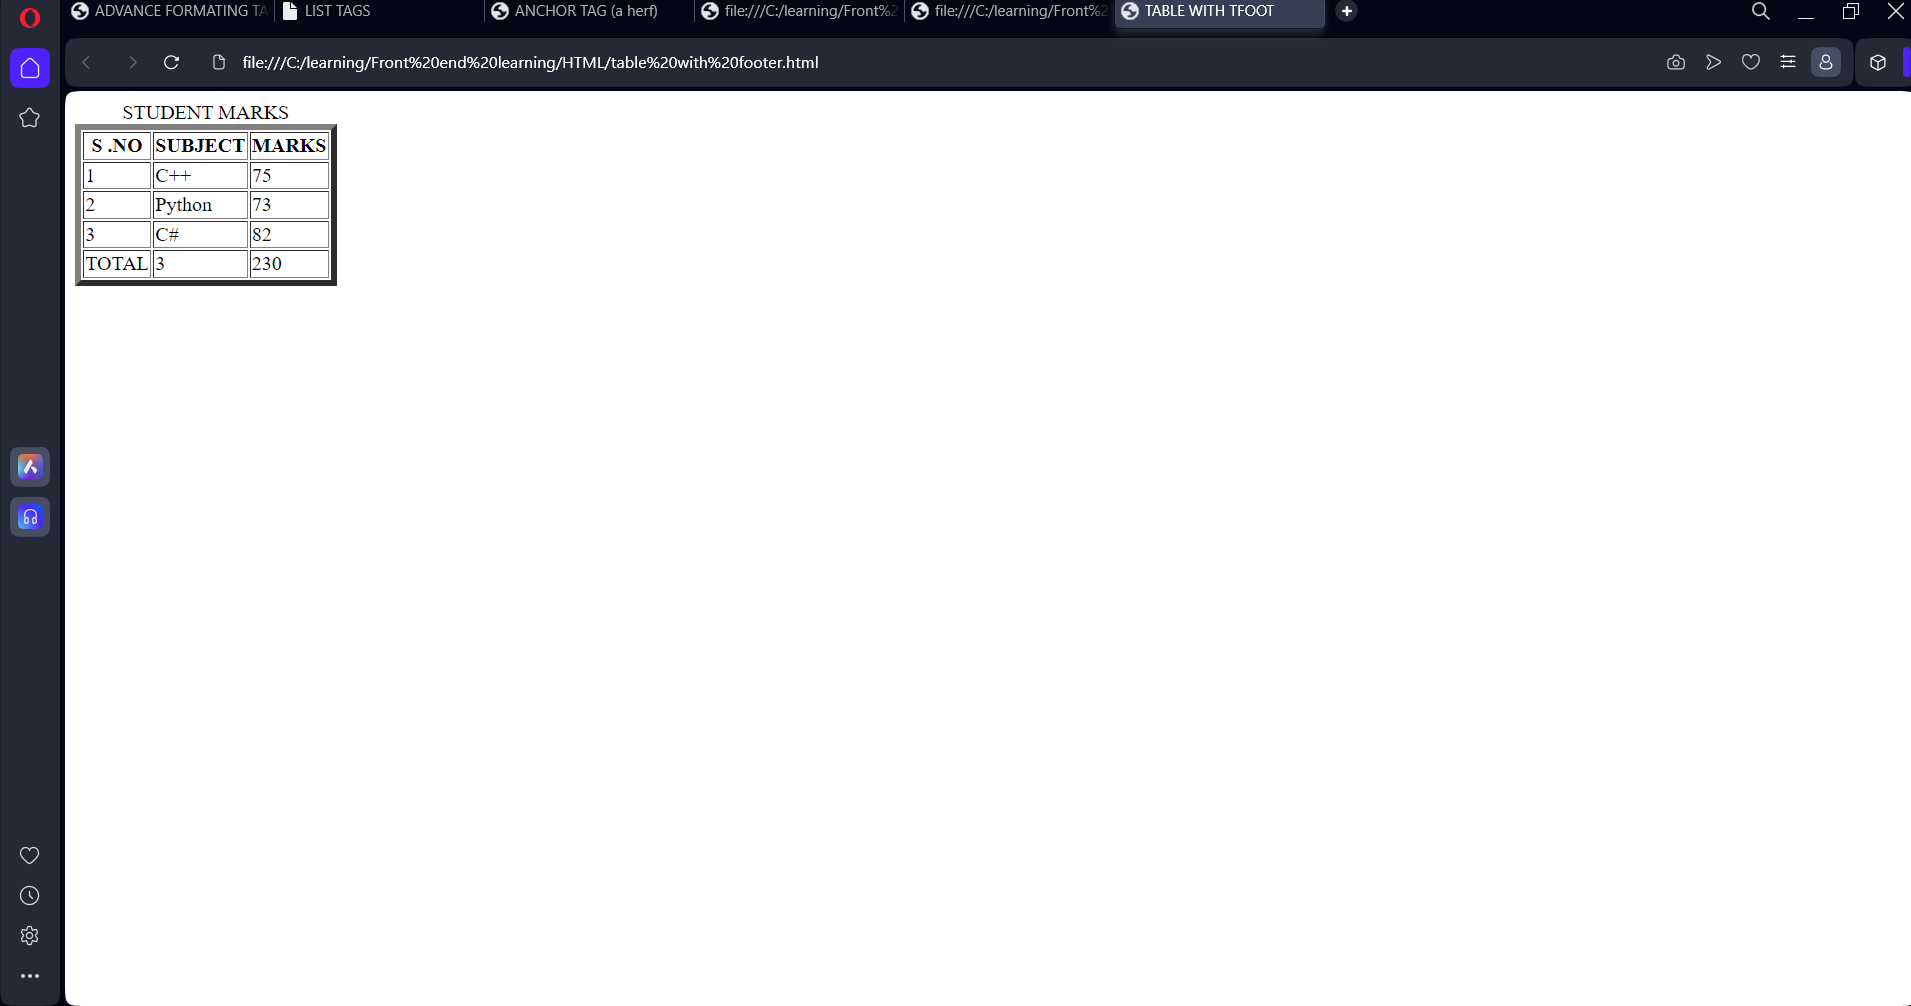 ADVANCE FORMATING TA
LIST TAGS
ANCHOR TAG (a herf)
file:///C:/learning/Front%2
file:///C:/learning/Front%2
TABLE WITH TFOOT
file:///C:/learning/Front%20end%20learning/HTML/table%20with%20footer.html
STUDENT MARKS
S .NO SUBJECT MARKS
1 C++ 75
2 Python 73
3 C# 82
TOTAL 3 230